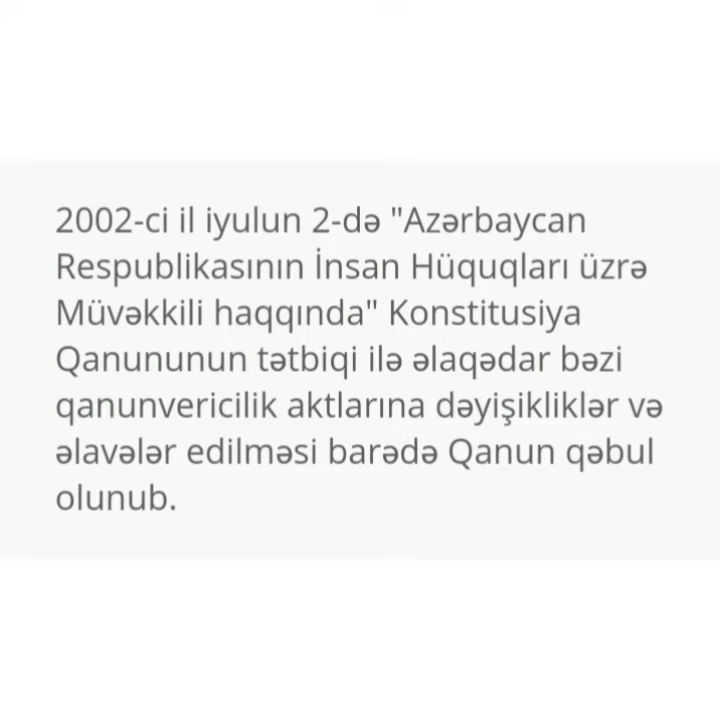 2002-ci il iyulun 2-də "Azərbaycan
Respublikasının İnsan Hüquqları üzrə
Müvəkkili haqqında" Konstitusiya
Qanununun tətbiqi ilə əlaqədar bəzi
qanunvericilik aktlarına dəyişikliklər və
əlavələr edilməsi barədə Qanun qəbul
olunub.